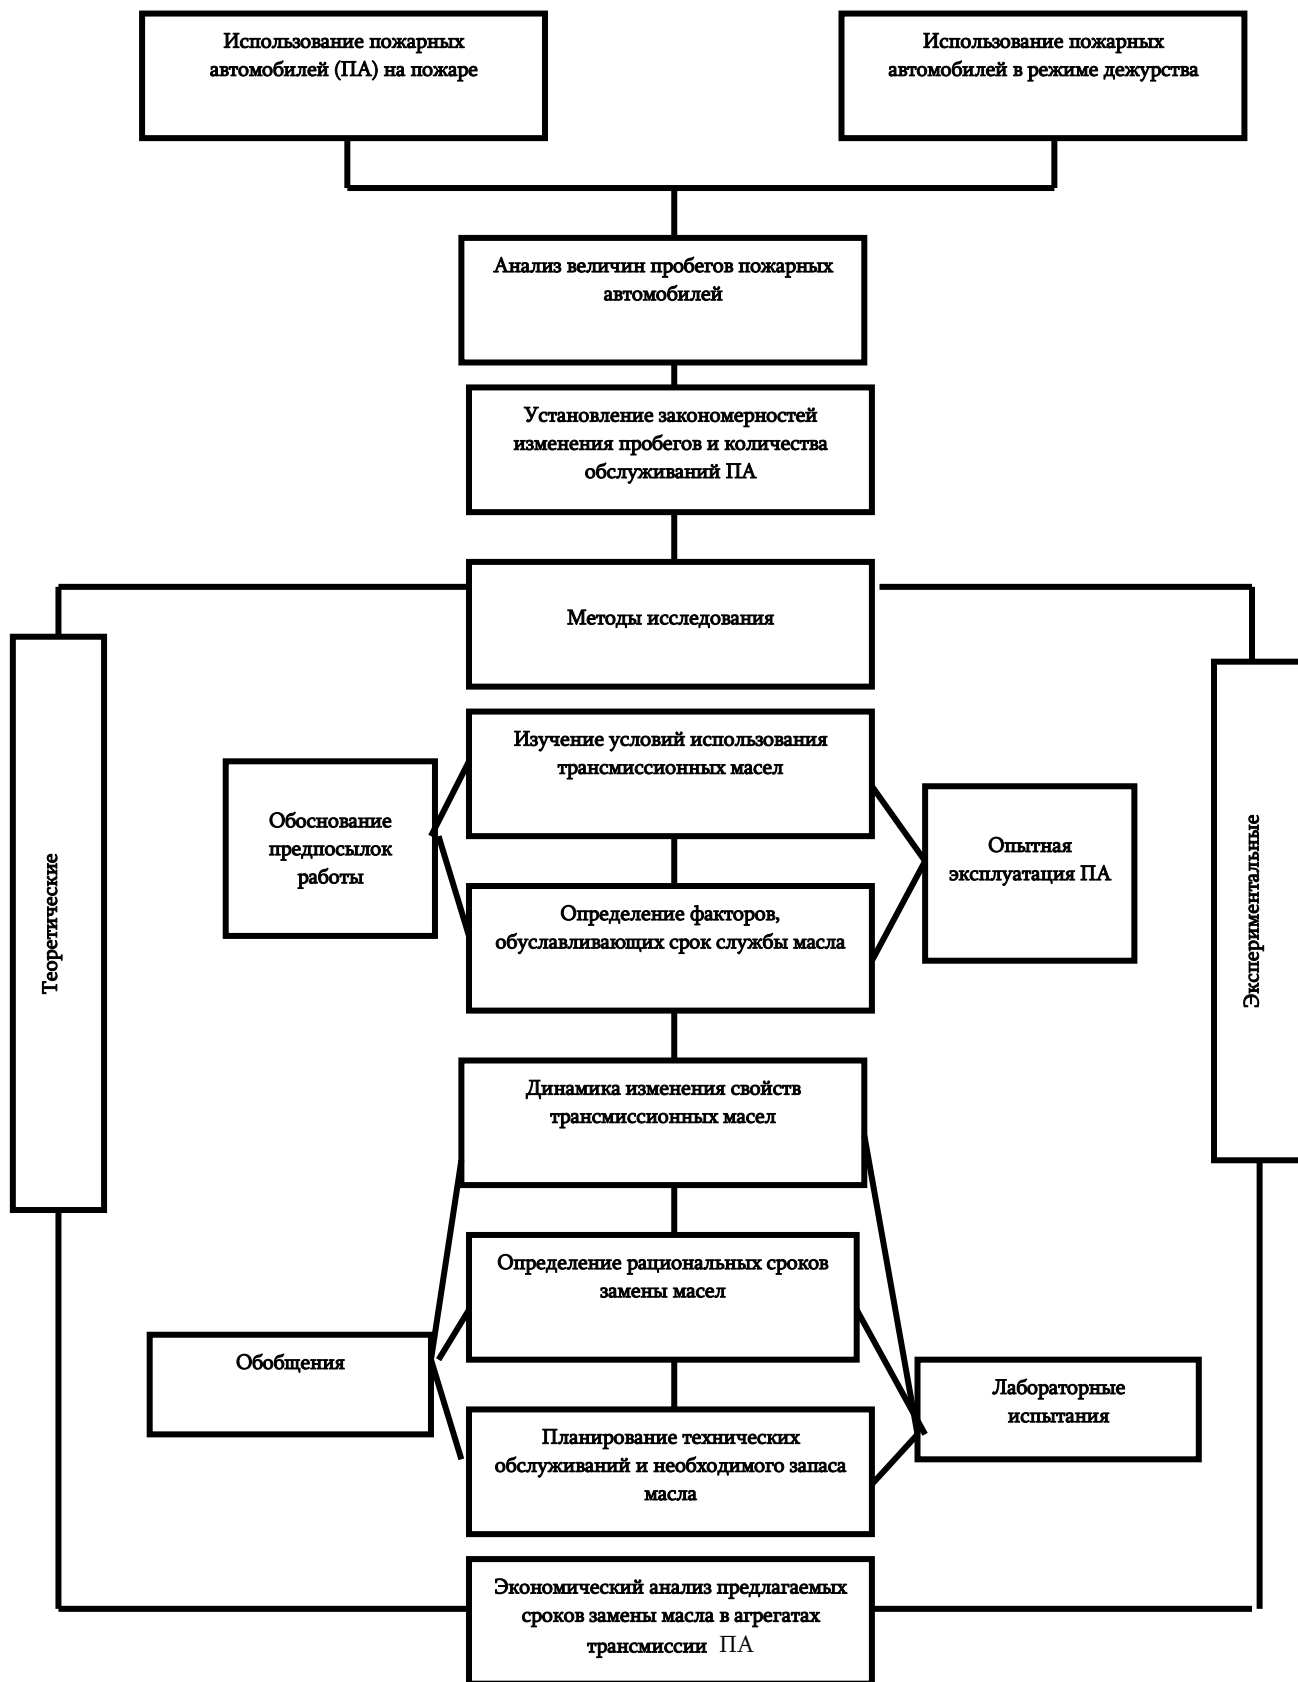 Использование пожарных
автомобилей (ПА) на пожаре
Использование пожарных
автомобилей в режиме дежурства
Анализ величин пробегов пожарных
автомобилей
Установление закономерностей
изменения пробегов и количества
обслуживаний ПА
Методы исследования
Теоретические
Экспериментальные
Изучение условий использования
трансмиссионных масел
Обоснование
предпосылок
работы
Опытная
эксплуатация ПА
Определение факторов,
обуславливающих срок службы масла
Динамика изменения свойств
трансмиссионных масел
Определение рациональных сроков
замены масел
Обобщения
Лабораторные
испытания
Планирование технических
обслуживаний и необходимого запаса
масла
Экономический анализ предлагаемых
сроков замены масла в агрегатах
трансмиссии ПА